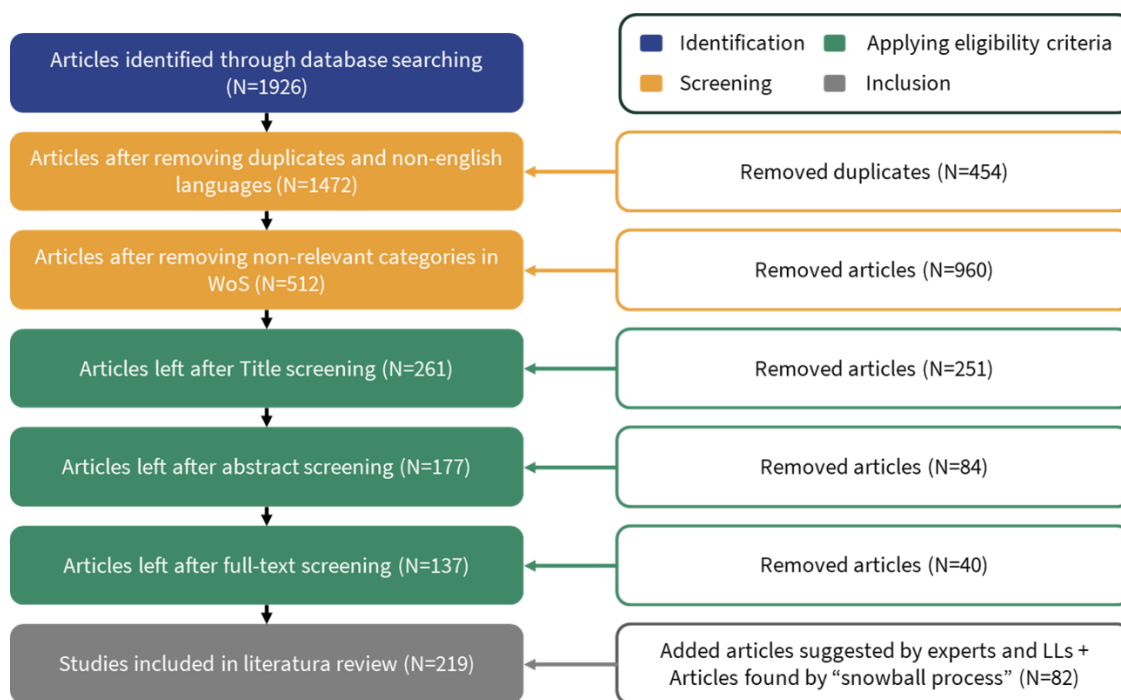 Articles identified through database searching
(N=1926)
Identification
Applying eligibility criteria
Screening
Inclusion
Articles after removing duplicates and non-english
languages (N=1472)
Removed duplicates (N=454)
Articles after removing non-relevant categories in
WoS (N=512)
Removed articles (N=960)
Articles left after Title screening (N=261)
Removed articles (N=251)
Articles left after abstract screening (N=177)
Removed articles (N=84)
Articles left after full-text screening (N=137)
Removed articles (N=40)
Studies included in literatura review (N=219)
Added articles suggested by experts and LLs +
Articles found by “snowball process” (N=82)